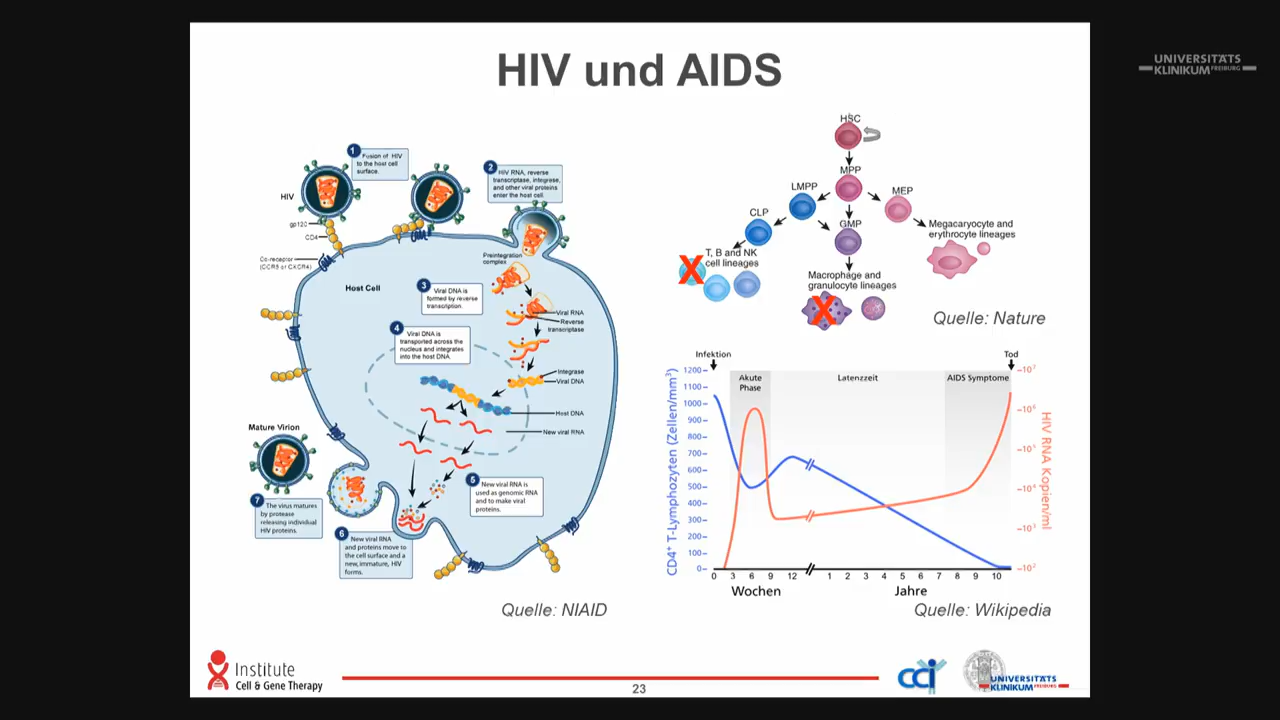 HIV und AIDS
UNIVERSITÄTS
KLINIKUM FREIBURG
1
Fusion of HIV
to the host cell
surface.
2
HIV RNA, reverse
transcriptase, integrase,
and other viral proteins
enter the host cell.
HIV
gp120
CD4
Co-receptor
(CCR5 or CXCR4)
Preintegration
complex
Host Cell
3
Viral DNA is
formed by reverse
transcription.
Viral RNA
Reverse
transcriptase
4
Viral DNA is
transported across the
nucleus and integrates
into the host DNA.
Integrase
Viral DNA
Host DNA
New viral RNA
Mature Virion
5
New viral RNA is
used as genomic RNA
and to make viral
proteins.
7
The virus matures
by protease
releasing individual
HIV proteins.
6
New viral RNA
and proteins move to
the cell surface and a
new, immature, HIV
forms.
Quelle: NIAID
HSC
MPP
LMPP
MEP
CLP
GMP
Megacaryocyte and
erythrocyte lineages
T, B and NK
cell lineages
X
Macrophage and
granulocyte lineages
X
Quelle: Nature
Infektion
Tod
Akute
Phase
Latenzzeit
AIDS Symptome
CD4⁺ T-Lymphozyten (Zellen/mm³)
1200
1100
1000
900
800
700
600
500
400
300
200
100
0
HIV RNA Kopien/ml
10⁷
10⁶
10⁵
10⁴
10³
10²
0 3 6 9 12 1 2 3 4 5 6 7 8 9 10
Wochen Jahre
Quelle: Wikipedia
Institute
Cell & Gene Therapy
23
CCI
UNIVERSITÄTS
KLINIKUM FREIBURG